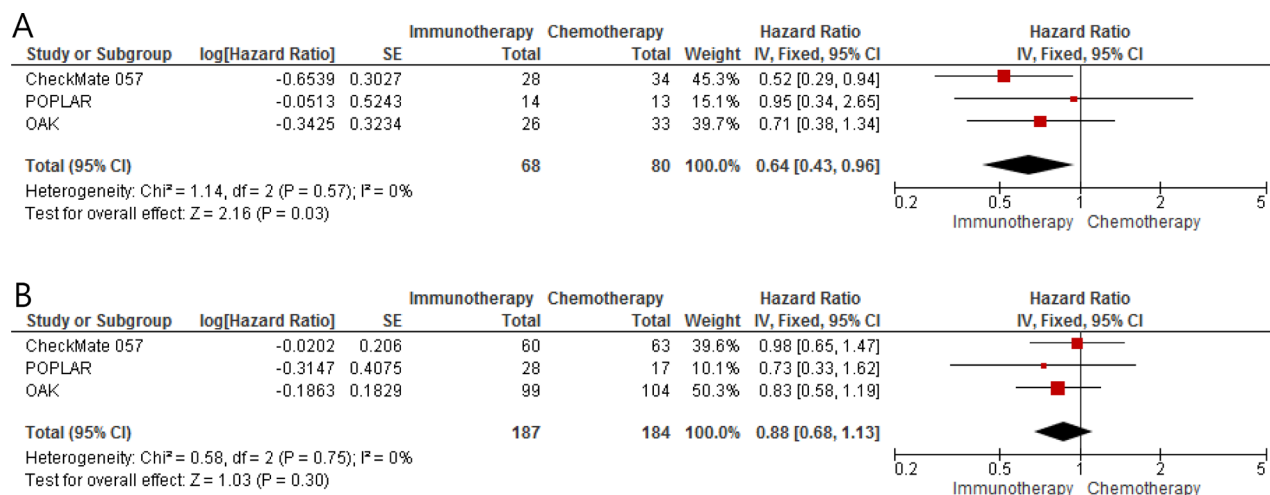 A
Immunotherapy Chemotherapy Hazard Ratio Hazard Ratio
Study or Subgroup log[Hazard Ratio] SE Total Total Weight IV, Fixed, 95% CI IV, Fixed, 95% CI
CheckMate 057 -0.6539 0.3027 28 34 45.3% 0.52 [0.29, 0.94]
POPLAR -0.0513 0.5243 14 13 15.1% 0.95 [0.34, 2.65]
OAK -0.3425 0.3234 26 33 39.7% 0.71 [0.38, 1.34]
Total (95% CI) 68 80 100.0% 0.64 [0.43, 0.96]
Heterogeneity: Chi² = 1.14, df = 2 (P = 0.57); I² = 0%
Test for overall effect: Z = 2.16 (P = 0.03)
0.2 0.5 1 2 5
Immunotherapy Chemotherapy
B
Immunotherapy Chemotherapy Hazard Ratio Hazard Ratio
Study or Subgroup log[Hazard Ratio] SE Total Total Weight IV, Fixed, 95% CI IV, Fixed, 95% CI
CheckMate 057 -0.0202 0.206 60 63 39.6% 0.98 [0.65, 1.47]
POPLAR -0.3147 0.4075 28 17 10.1% 0.73 [0.33, 1.62]
OAK -0.1863 0.1829 99 104 50.3% 0.83 [0.58, 1.19]
Total (95% CI) 187 184 100.0% 0.88 [0.68, 1.13]
Heterogeneity: Chi² = 0.58, df = 2 (P = 0.75); I² = 0%
Test for overall effect: Z = 1.03 (P = 0.30)
0.2 0.5 1 2 5
Immunotherapy Chemotherapy